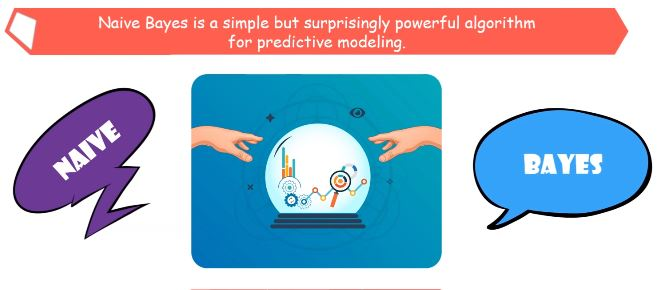 Naive Bayes is a simple but surprisingly powerful algorithm
for predictive modeling.
NAIVE
BAYES